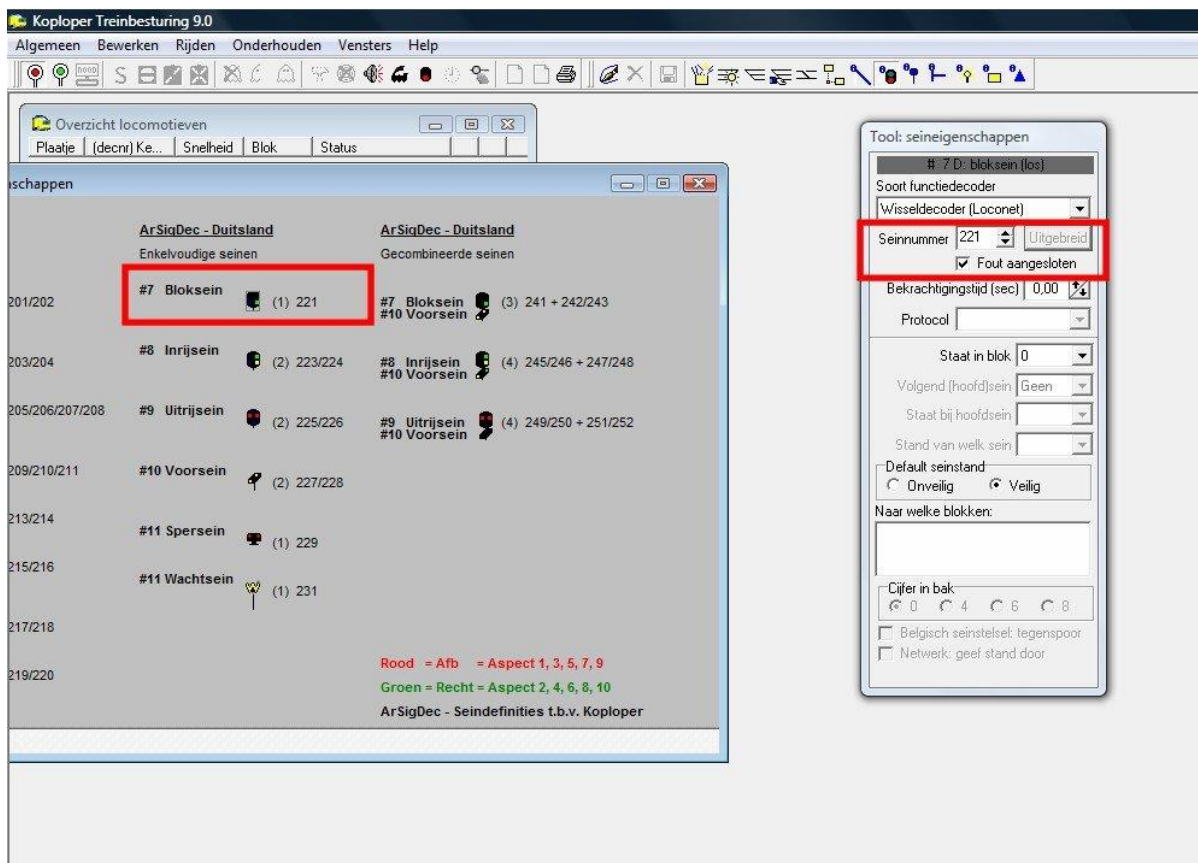 Koploper Treinbesturing 9.0
Algemeen Bewerken Rijden Onderhouden Vensters Help
Overzicht locomotieven
Plaatje (decnr) Ke... Snelheid Blok Status
nschappen
ArSigDec - Duitsland
Enkelvoudige seinen
ArSigDec - Duitsland
Gecombineerde seinen
201/202
#7 Bloksein (1) 221
#7 Bloksein (3) 241 + 242/243
#10 Voorsein
203/204
#8 Inrijsein (2) 223/224
#8 Inrijsein (4) 245/246 + 247/248
#10 Voorsein
205/206/207/208
#9 Uitrijsein (2) 225/226
#9 Uitrijsein (4) 249/250 + 251/252
#10 Voorsein
209/210/211
#10 Voorsein (2) 227/228
213/214
#11 Spersein (1) 229
215/216
#11 Wachtsein (1) 231
217/218
219/220
Rood = Afb = Aspect 1, 3, 5, 7, 9
Groen = Recht = Aspect 2, 4, 6, 8, 10
ArSigDec - Seindefinities t.b.v. Koploper
Tool: seineigenschappen
# 7 D: bloksein (los)
Soort functiedecoder
Wisseldecoder (Loconet)
Seinnummer 221 Uitgebreid
Fout aangesloten
Bekrachtigingstijd (sec) 0,00
Protocol
Staat in blok 0
Volgend (hoofd)sein Geen
Staat bij hoofdsein
Stand van welk sein
Default seinstand
Onveilig Veilig
Naar welke blokken:
Cijfer in bak
0 4 6 8
Belgisch seinstelsel: tegenspoor
Netwerk: geef stand door